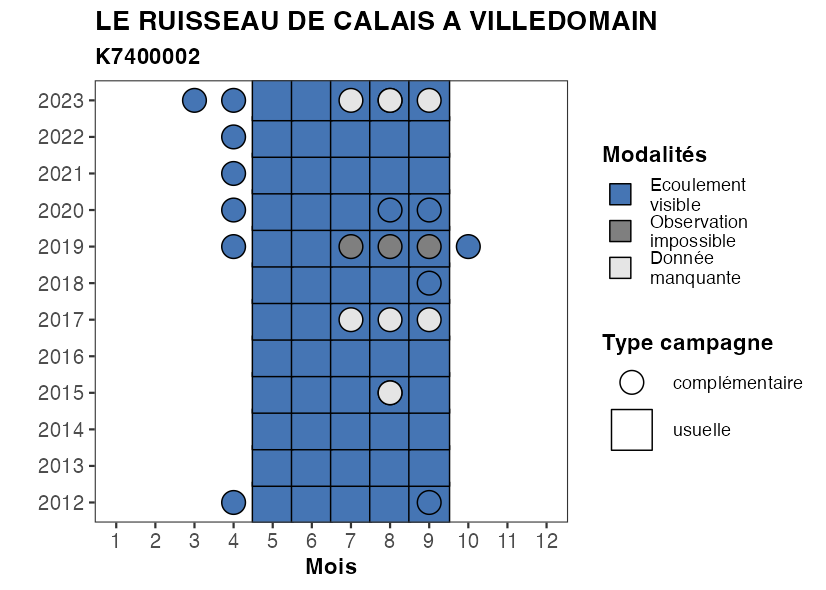 LE RUISSEAU DE CALAIS A VILLEDOMAIN
K7400002
2023
2022
2021
2020
2019
2018
2017
2016
2015
2014
2013
2012
1 2 3 4 5 6 7 8 9 10 11 12
Mois
Modalités
Ecoulement
visible
Observation
impossible
Donnée
manquante
Type campagne
complémentaire
usuelle